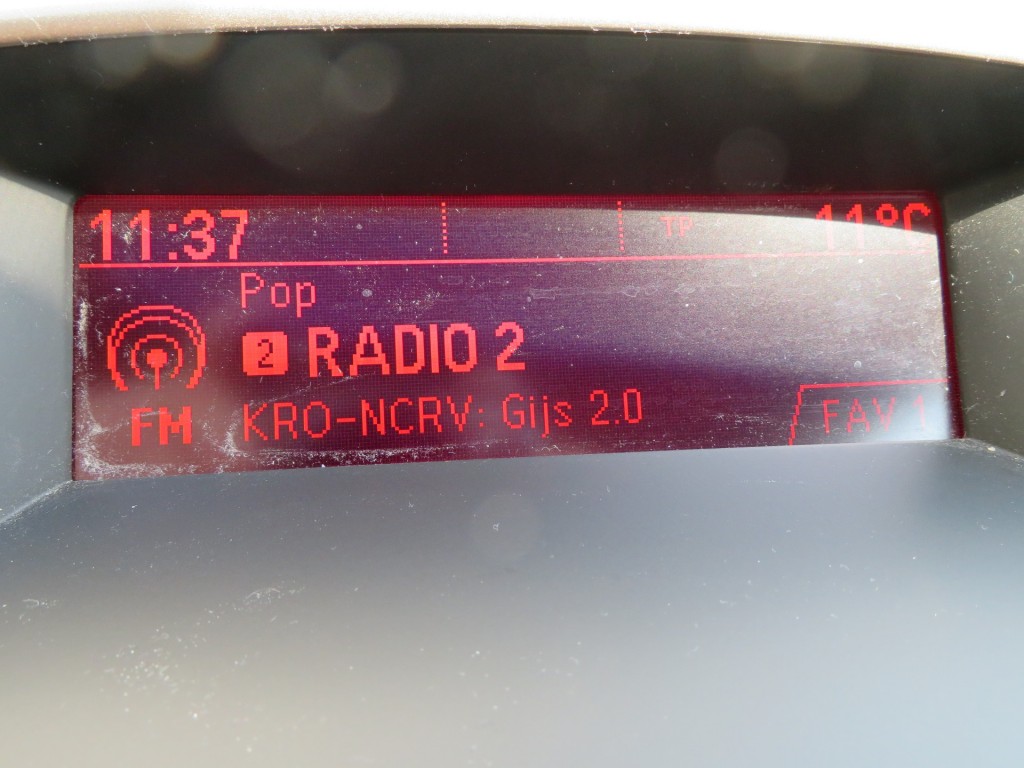 11:37 TP 11°C
Pop
2 RADIO 2
FM KRO-NCRV: Gijs 2.0 FAV 1